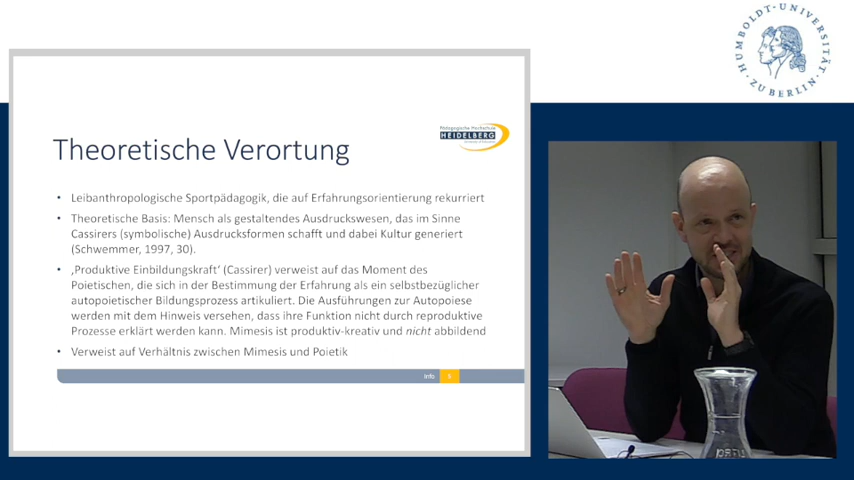 HUMBOLDT-UNIVERSITÄT
ZU BERLIN
Pädagogische Hochschule
HEIDELBERG
University of Education
Theoretische Verortung
• Leibanthropologische Sportpädagogik, die auf Erfahrungsorientierung rekurriert
• Theoretische Basis: Mensch als gestaltendes Ausdruckswesen, das im Sinne
Cassirers (symbolische) Ausdrucksformen schafft und dabei Kultur generiert
(Schwemmer, 1997, 30).
• ‚Produktive Einbildungskraft‘ (Cassirer) verweist auf das Moment des
Poietischen, die sich in der Bestimmung der Erfahrung als ein selbstbezüglicher
autopoietischer Bildungsprozess artikuliert. Die Ausführungen zur Autopoiese
werden mit dem Hinweis versehen, dass ihre Funktion nicht durch reproduktive
Prozesse erklärt werden kann. Mimesis ist produktiv-kreativ und nicht abbildend
• Verweist auf Verhältnis zwischen Mimesis und Poietik
Info